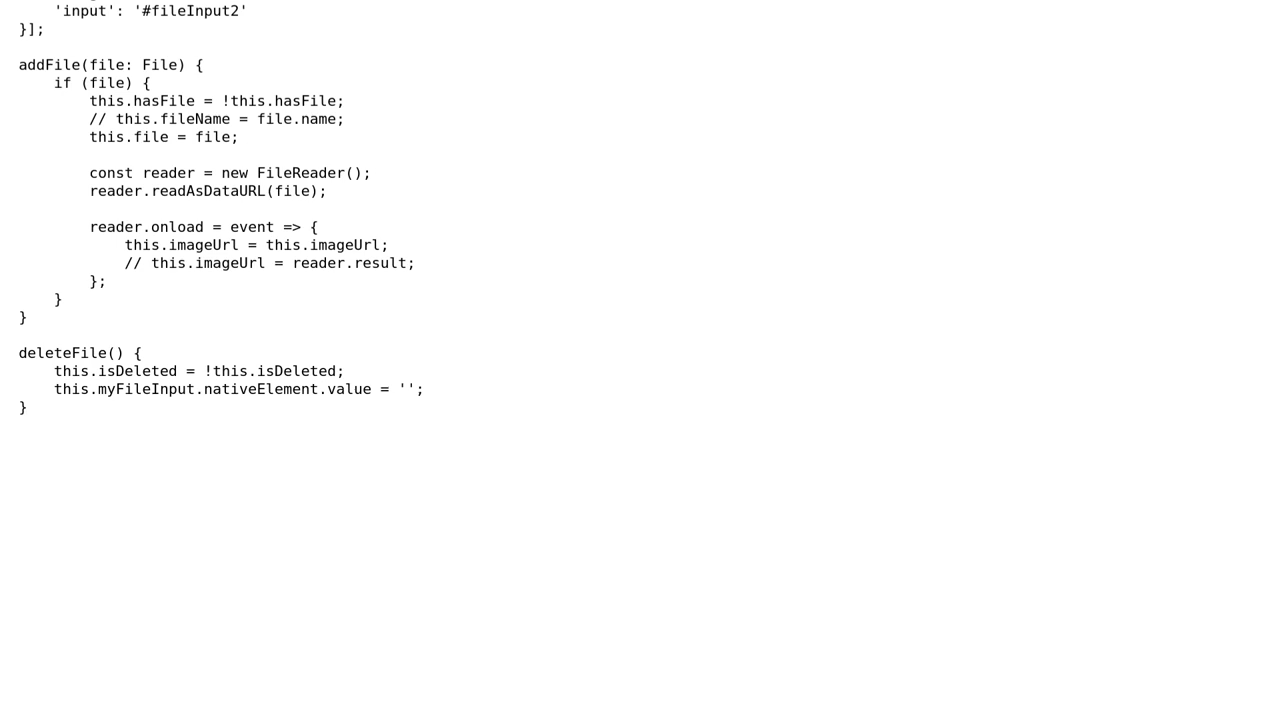 'input': '#fileInput2'
}];

addFile(file: File) {
    if (file) {
        this.hasFile = !this.hasFile;
        // this.fileName = file.name;
        this.file = file;

        const reader = new FileReader();
        reader.readAsDataURL(file);

        reader.onload = event => {
            this.imageUrl = this.imageUrl;
            // this.imageUrl = reader.result;
        };
    }
}

deleteFile() {
    this.isDeleted = !this.isDeleted;
    this.myFileInput.nativeElement.value = '';
}